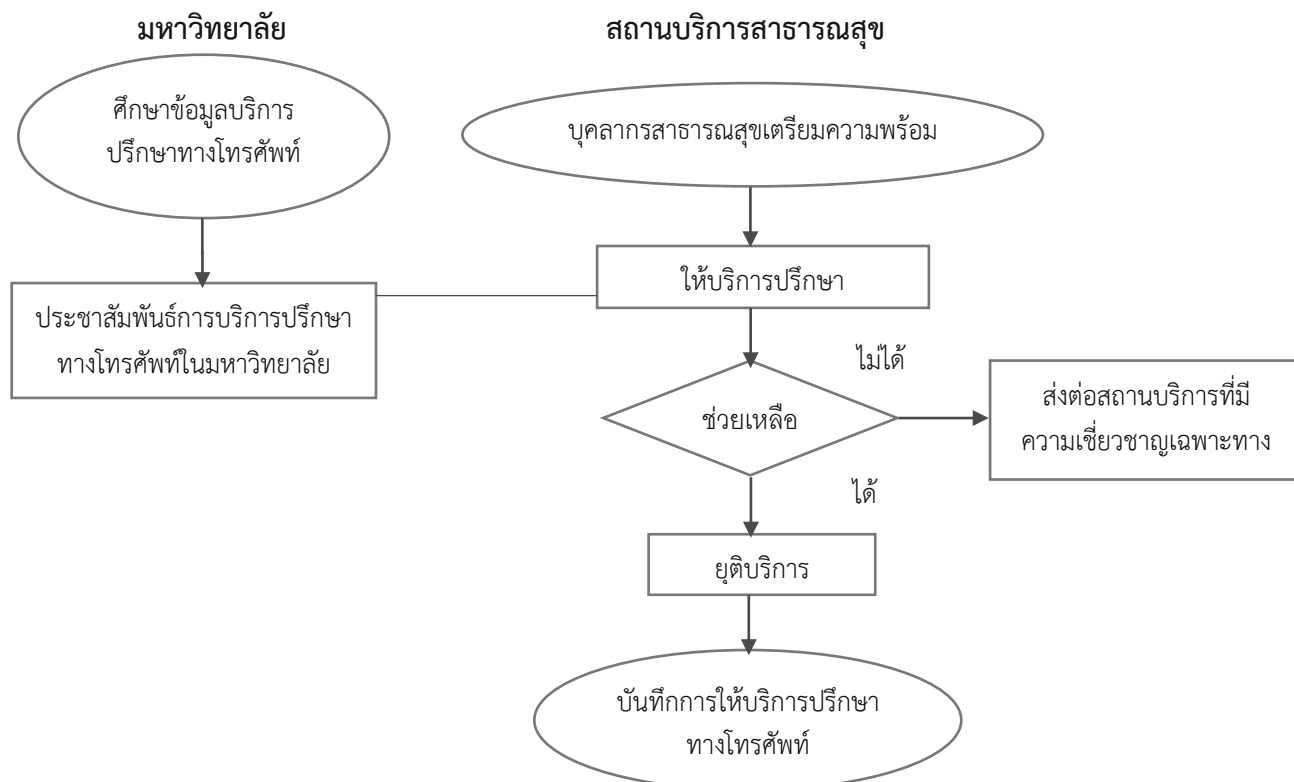 มหาวิทยาลัย
สถานบริการสาธารณสุข
ศึกษาข้อมูลบริการ
ปรึกษาทางโทรศัพท์
บุคลากรสาธารณสุขเตรียมความพร้อม
ประชาสัมพันธ์การบริการปรึกษา
ทางโทรศัพท์ในมหาวิทยาลัย
ให้บริการปรึกษา
ช่วยเหลือ
ไม่ได้
ส่งต่อสถานบริการที่มี
ความเชี่ยวชาญเฉพาะทาง
ได้
ยุติบริการ
บันทึกการให้บริการปรึกษา
ทางโทรศัพท์